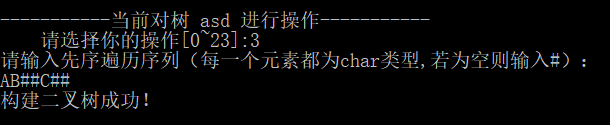 -----------当前对树 asd 进行操作-----------
请选择你的操作[0~23]:3
请输入先序遍历序列（每一个元素都为char类型,若为空则输入#）：
AB##C##
构建二叉树成功!